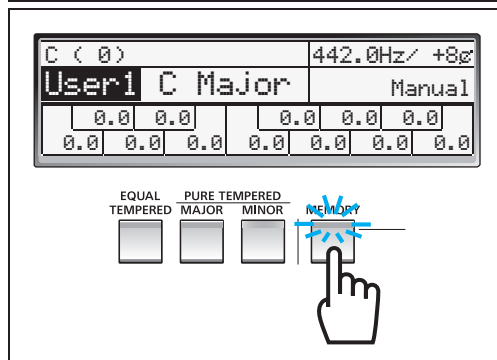 C ( 0) 442.0Hz/ +8¢
User1 C Major Manual
0.0 0.0 0.0 0.0 0.0
0.0 0.0 0.0 0.0 0.0 0.0 0.0
EQUAL TEMPERED
PURE TEMPERED
MAJOR MINOR
MEMORY